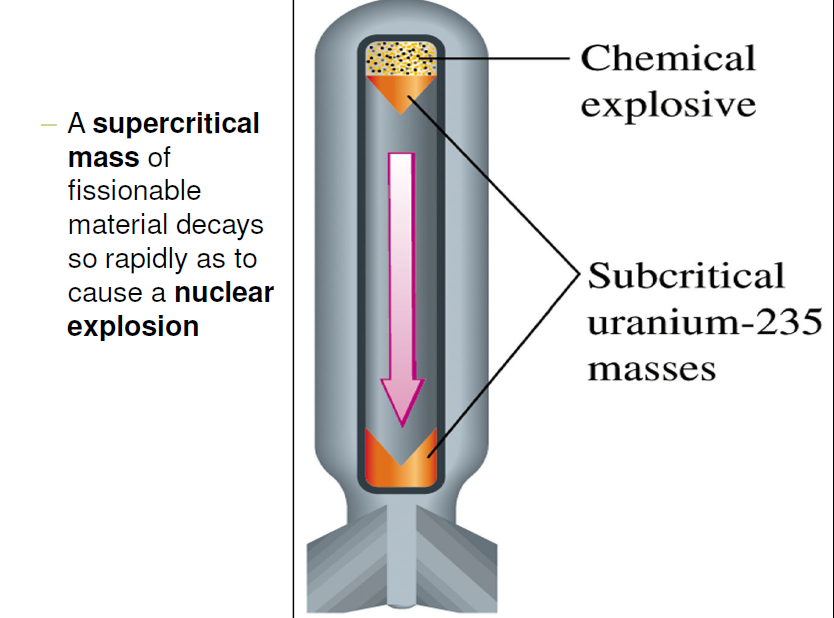 – A supercritical
mass of
fissionable
material decays
so rapidly as to
cause a nuclear
explosion
Chemical
explosive
Subcritical
uranium-235
masses